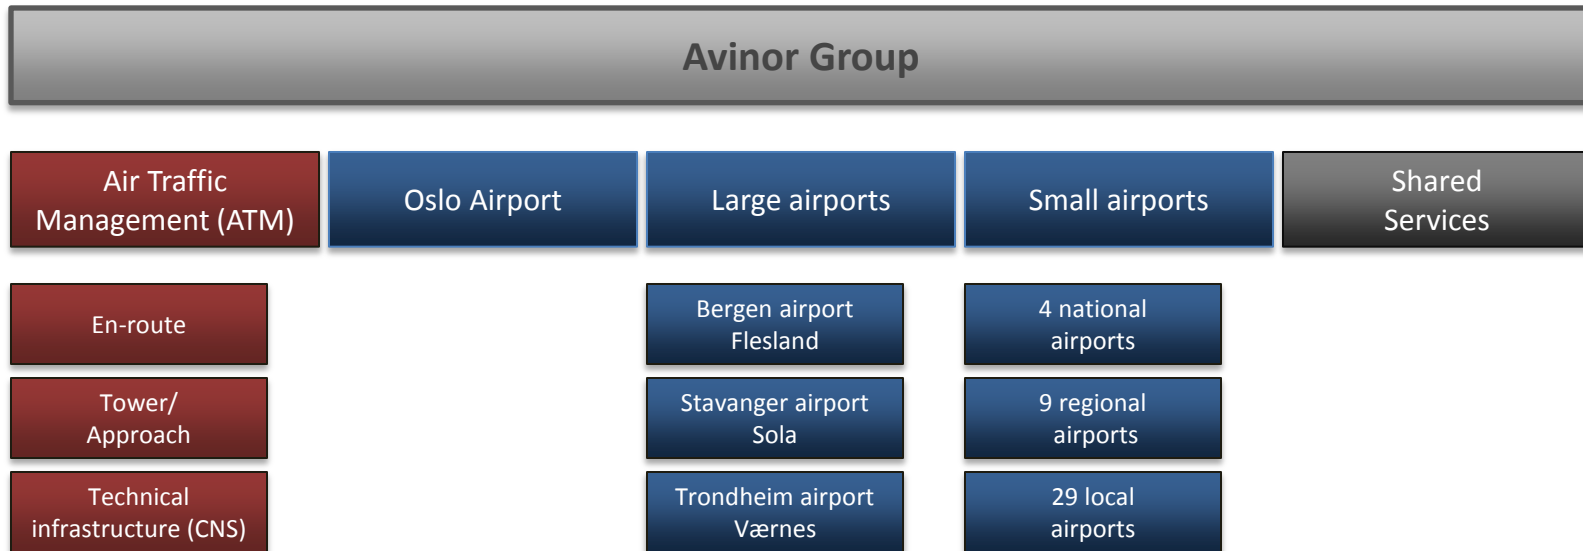 Avinor Group
Air Traffic
Management (ATM)
Oslo Airport
Large airports
Small airports
Shared
Services
En-route
Bergen airport
Flesland
4 national
airports
Tower/
Approach
Stavanger airport
Sola
9 regional
airports
Technical
infrastructure (CNS)
Trondheim airport
Værnes
29 local
airports